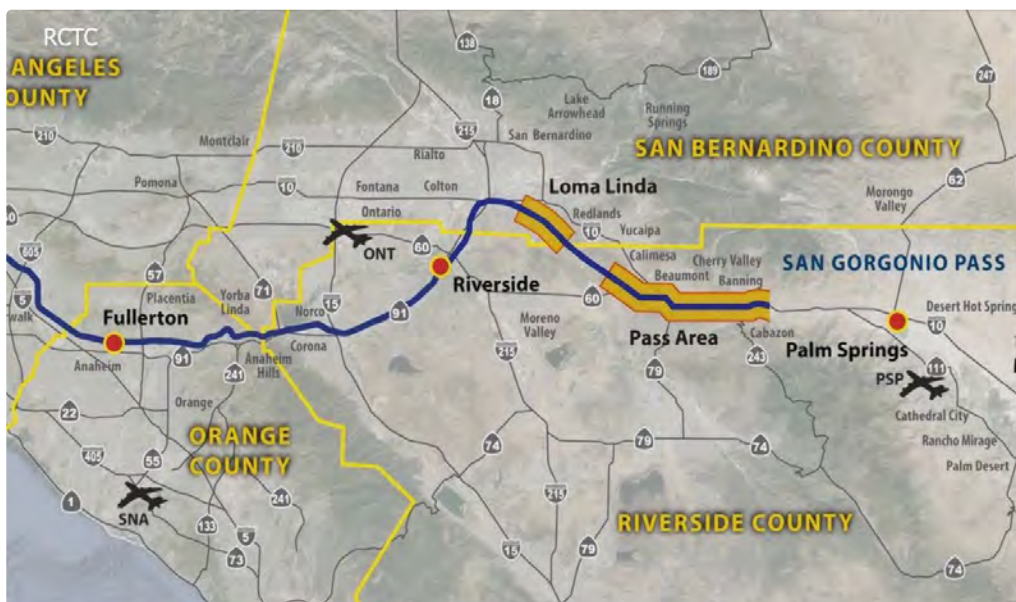 RCTC
ANGELES
OUNTY
138
247
189
18
Lake
Arrowhead
Running
Springs
210
Montclair
210
215
San Bernardino
Rialto
SAN BERNARDINO COUNTY
62
Pomona
10
Fontana
Colton
Loma Linda
Morongo
Valley
Ontario
Redlands
10
Yucaipa
60
ONT
60
605
57
71
Riverside
Calimesa
Cherry Valley
Beaumont
Banning
SAN GORGONIO PASS
5
Placentia
Yorba
Linda
15
Norco
91
60
Desert Hot Spring
walk
Fullerton
Moreno
Valley
10
Cabazon
Pass Area
Palm Springs
91
Anaheim
Anaheim
Hills
Corona
241
215
243
111
79
PSP
Orange
22
Cathedral City
ORANGE
COUNTY
74
79
74
Rancho Mirage
405
55
Palm Desert
1
SNA
241
215
133
5
RIVERSIDE COUNTY
73
15
79
74